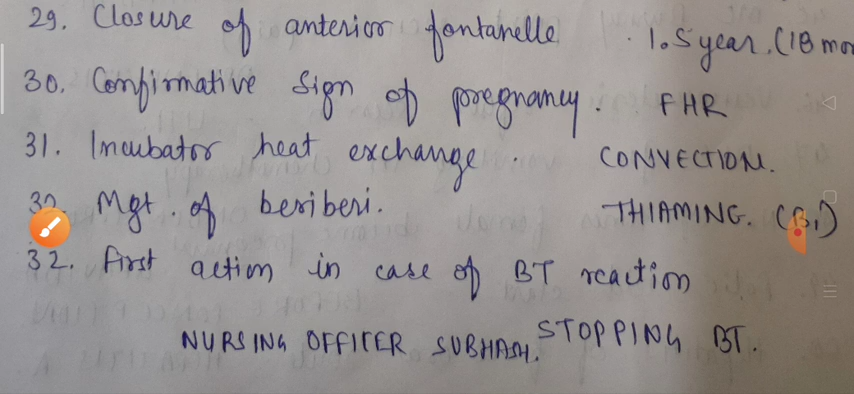 29. Closure of anterior fontanelle . 1.5 year. (18 mon
30. Confirmative Sign of pregnancy. . FHR
31. Incubator heat exchange . CONVECTION.
32. Mgt. of beriberi. THIAMING. (B1)
32. first action in case of BT reaction
NURSING OFFICER SUBHASH. STOPPING BT.